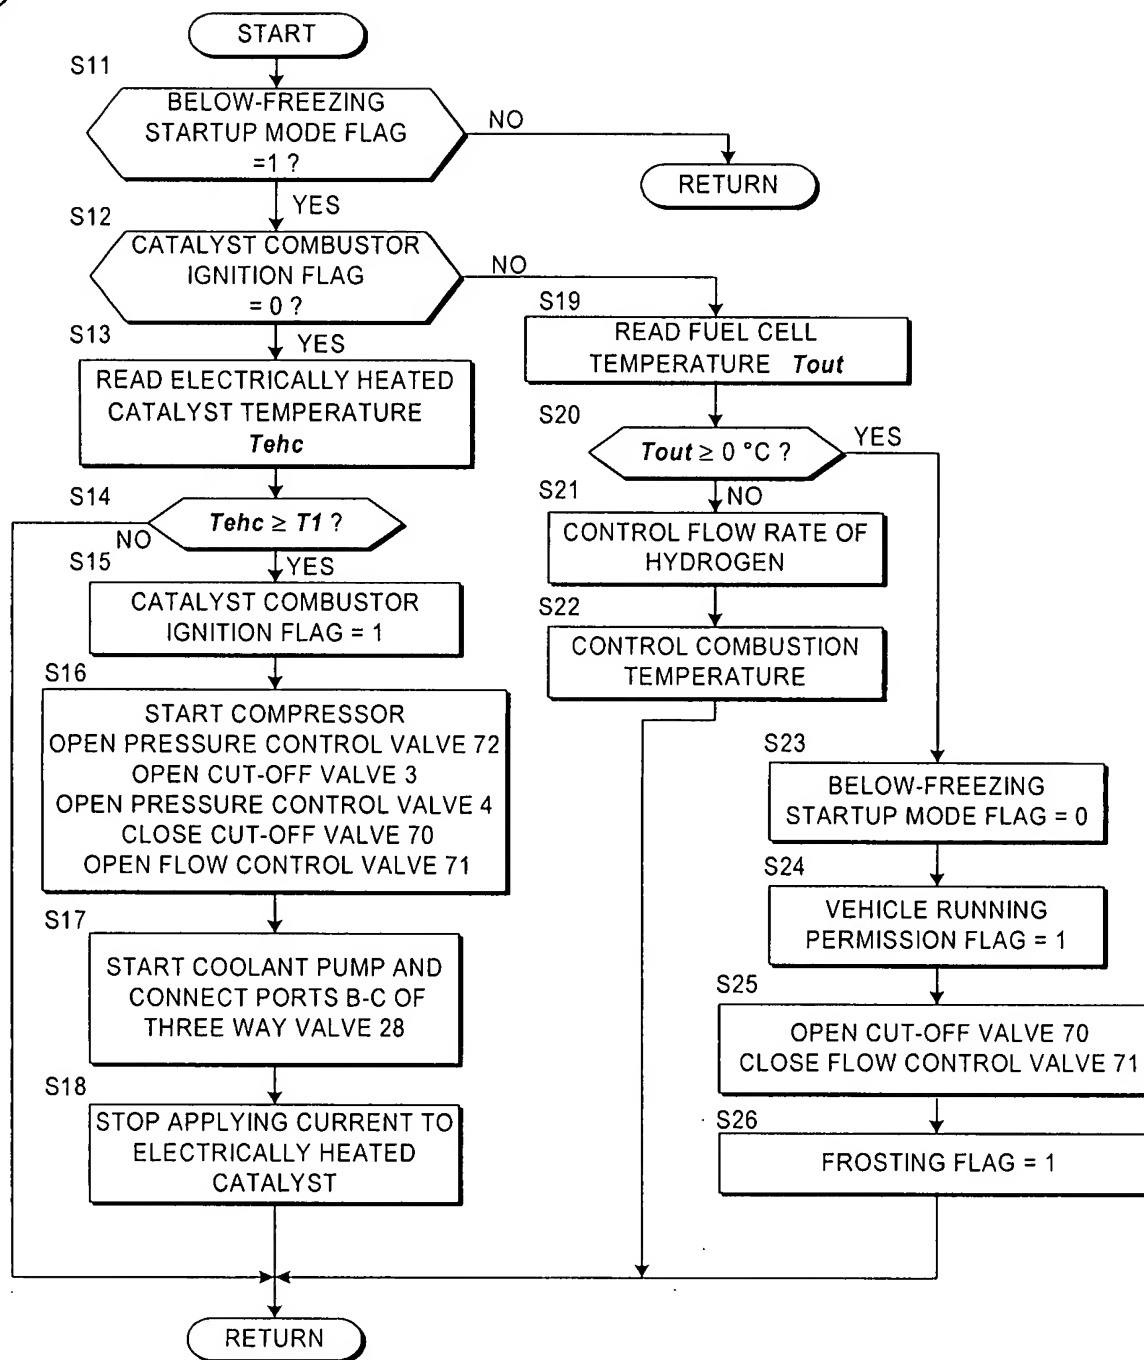 START
S11
BELOW-FREEZING
STARTUP MODE FLAG
=1 ?
NO
RETURN
YES
S12
CATALYST COMBUSTOR
IGNITION FLAG
= 0 ?
NO
YES
S13
READ ELECTRICALLY HEATED
CATALYST TEMPERATURE
Tehc
S14
Tehc ≥ T1 ?
NO
YES
S15
CATALYST COMBUSTOR
IGNITION FLAG = 1
S16
START COMPRESSOR
OPEN PRESSURE CONTROL VALVE 72
OPEN CUT-OFF VALVE 3
OPEN PRESSURE CONTROL VALVE 4
CLOSE CUT-OFF VALVE 70
OPEN FLOW CONTROL VALVE 71
S17
START COOLANT PUMP AND
CONNECT PORTS B-C OF
THREE WAY VALVE 28
S18
STOP APPLYING CURRENT TO
ELECTRICALLY HEATED
CATALYST
S19
READ FUEL CELL
TEMPERATURE Tout
S20
Tout ≥ 0 °C ?
YES
NO
S21
CONTROL FLOW RATE OF
HYDROGEN
S22
CONTROL COMBUSTION
TEMPERATURE
S23
BELOW-FREEZING
STARTUP MODE FLAG = 0
S24
VEHICLE RUNNING
PERMISSION FLAG = 1
S25
OPEN CUT-OFF VALVE 70
CLOSE FLOW CONTROL VALVE 71
S26
FROSTING FLAG = 1
RETURN